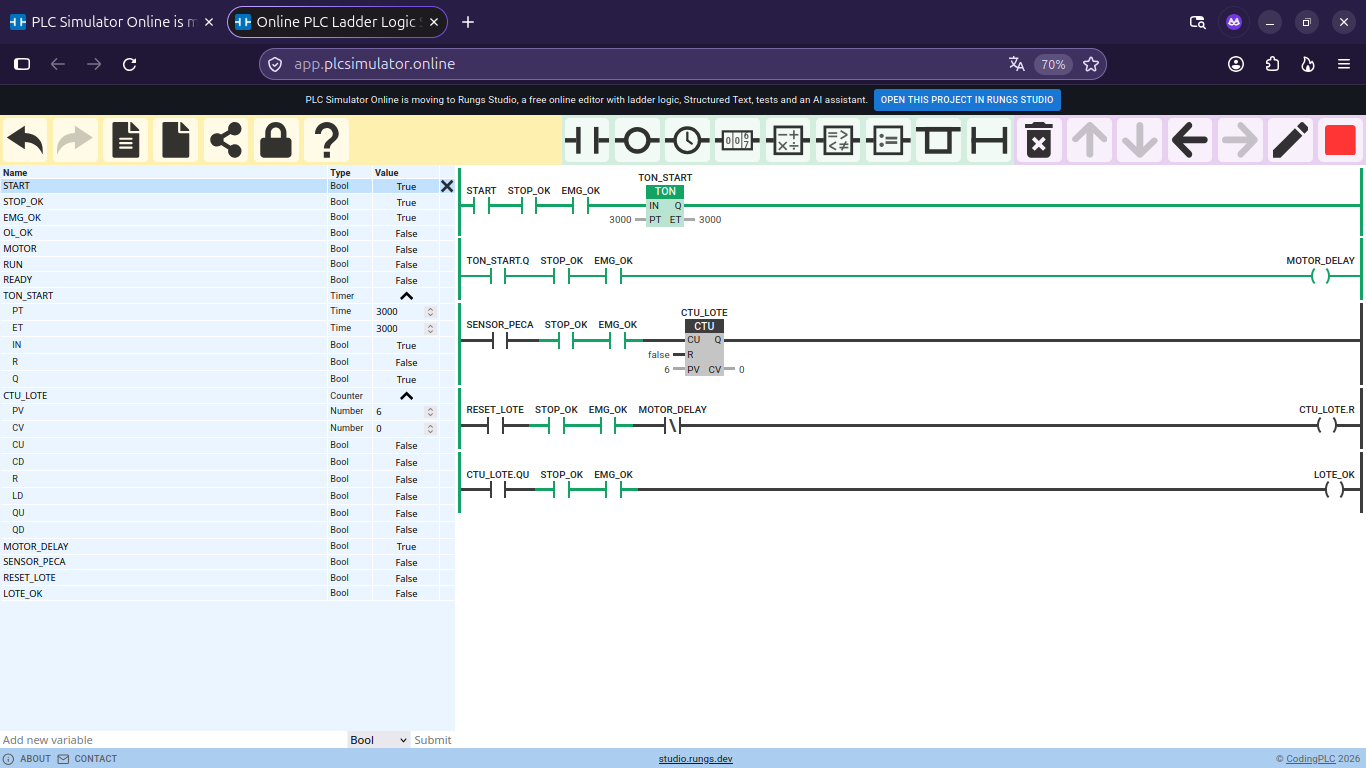 PLC Simulator Online is m
Online PLC Ladder Logic S
app.plcsimulator.online
70%
PLC Simulator Online is moving to Rungs Studio, a free online editor with ladder logic, Structured Text, tests and an AI assistant.
OPEN THIS PROJECT IN RUNGS STUDIO
Name Type Value
START Bool True
STOP_OK Bool True
EMG_OK Bool True
OL_OK Bool False
MOTOR Bool False
RUN Bool False
READY Bool False
TON_START Timer
PT Time 3000
ET Time 3000
IN Bool True
R Bool False
Q Bool True
CTU_LOTE Counter
PV Number 6
CV Number 0
CU Bool False
CD Bool False
R Bool False
LD Bool False
QU Bool False
QD Bool False
MOTOR_DELAY Bool True
SENSOR_PECA Bool False
RESET_LOTE Bool False
LOTE_OK Bool False
Add new variable Bool Submit
TON_START
START STOP_OK EMG_OK TON
IN Q
3000 PT ET 3000
TON_START.Q STOP_OK EMG_OK MOTOR_DELAY
CTU_LOTE
SENSOR_PECA STOP_OK EMG_OK CTU
CU Q
false R
6 PV CV 0
RESET_LOTE STOP_OK EMG_OK MOTOR_DELAY CTU_LOTE.R
CTU_LOTE.QU STOP_OK EMG_OK LOTE_OK
ABOUT CONTACT studio.rungs.dev © CodingPLC 2026